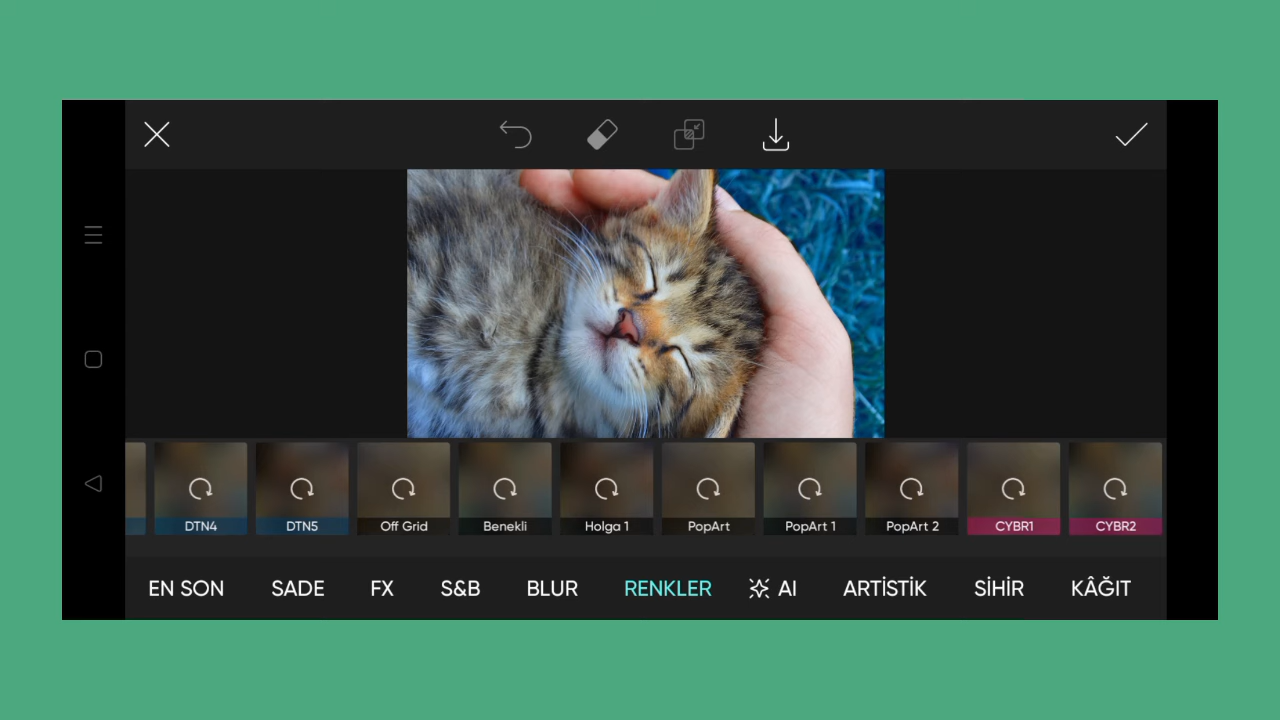 DTN4 DTN5 Off Grid Benekli Holga 1 PopArt PopArt 1 PopArt 2 CYBR1 CYBR2
EN SON SADE FX S&B BLUR RENKLER AI ARTİSTİK SİHİR KÂĞIT